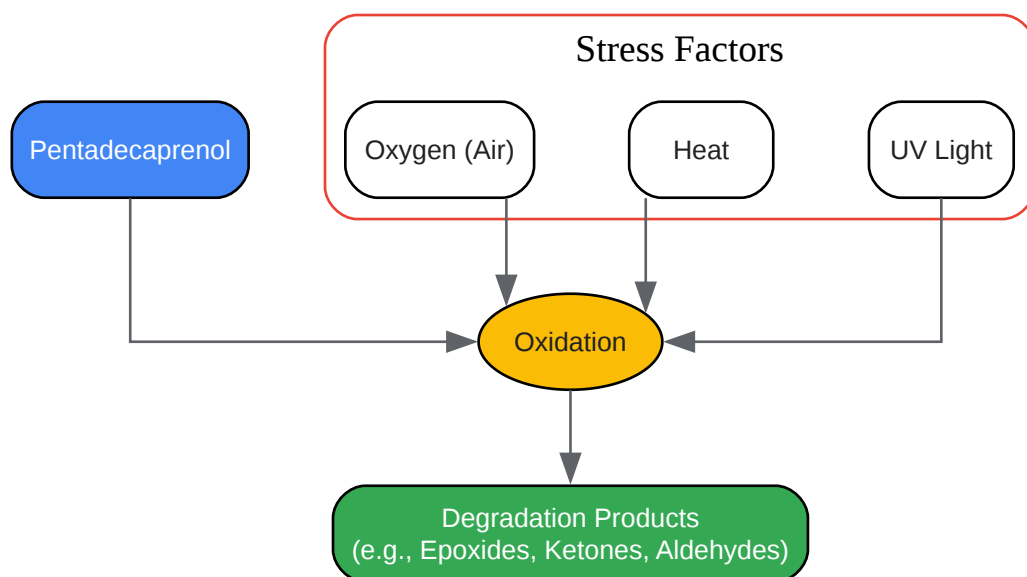 Stress Factors
Pentadecaprenol
Oxygen (Air)
Heat
UV Light
Oxidation
Degradation Products
(e.g., Epoxides, Ketones, Aldehydes)